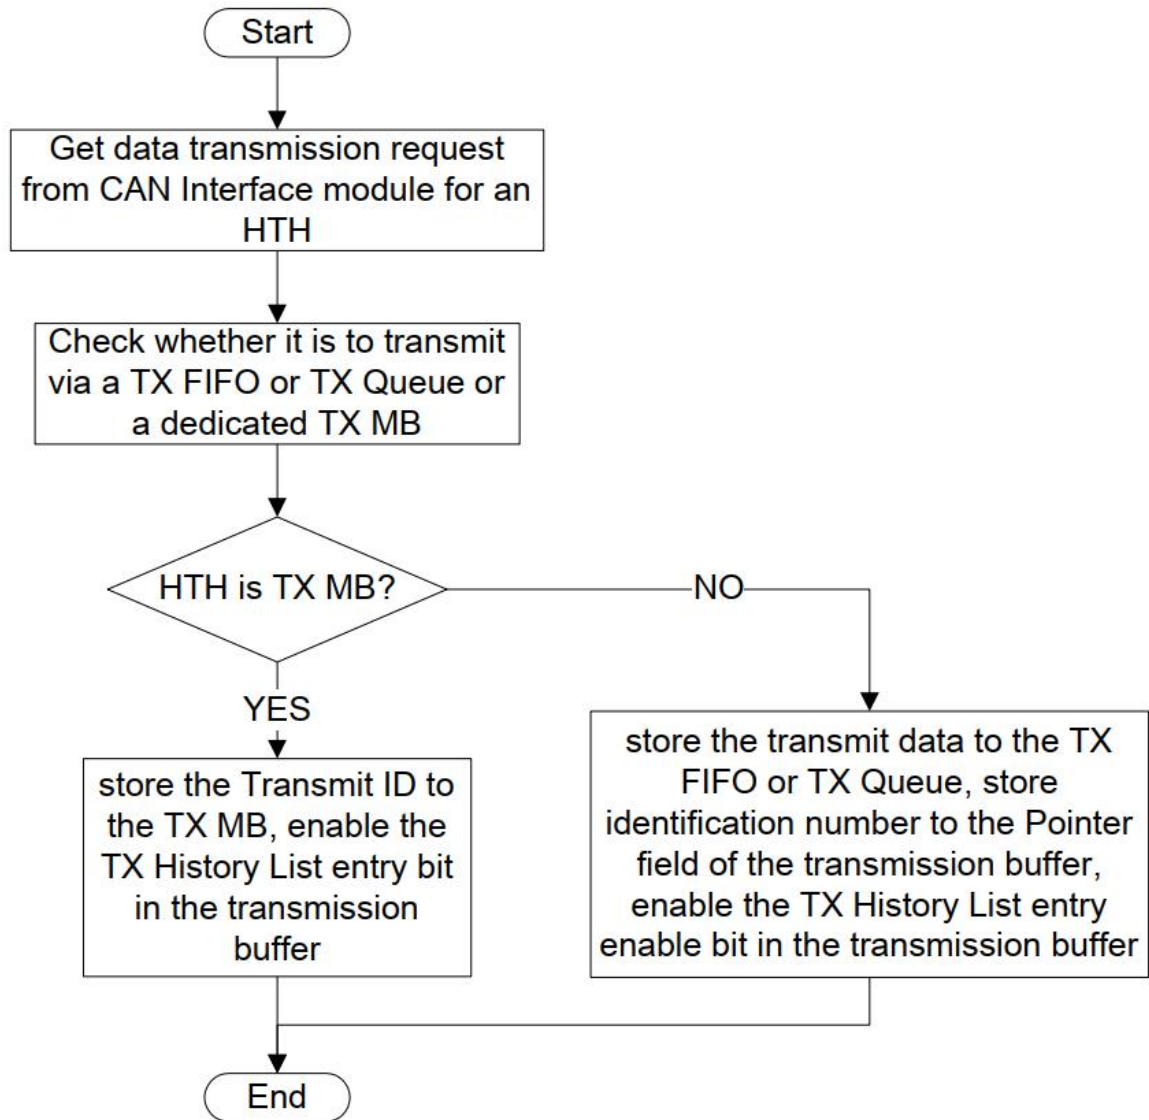 Start
Get data transmission request
from CAN Interface module for an
HTH
Check whether it is to transmit
via a TX FIFO or TX Queue or
a dedicated TX MB
HTH is TX MB?
NO
YES
store the Transmit ID to
the TX MB, enable the
TX History List entry bit
in the transmission
buffer
store the transmit data to the TX
FIFO or TX Queue, store
identification number to the Pointer
field of the transmission buffer,
enable the TX History List entry
enable bit in the transmission buffer
End